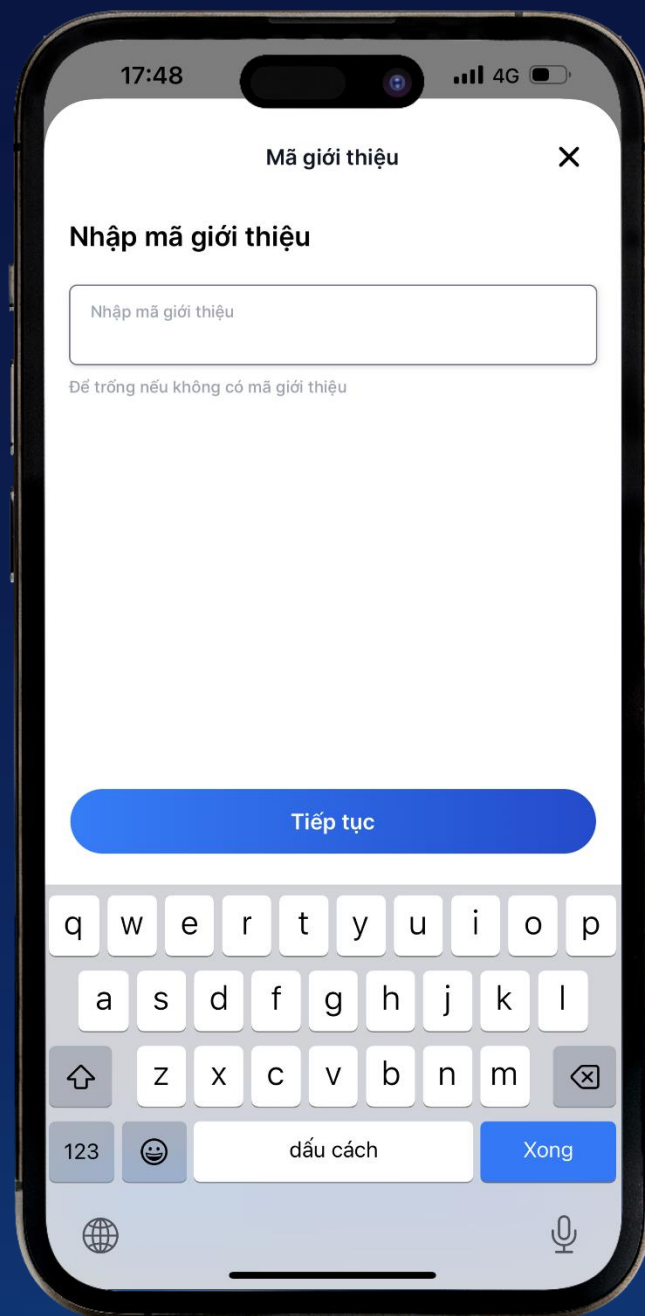 17:48
4G
Mã giới thiệu
Nhập mã giới thiệu
Nhập mã giới thiệu
Để trống nếu không có mã giới thiệu
Tiếp tục
q w e r t y u i o p
a s d f g h j k l
z x c v b n m
123 dấu cách Xong